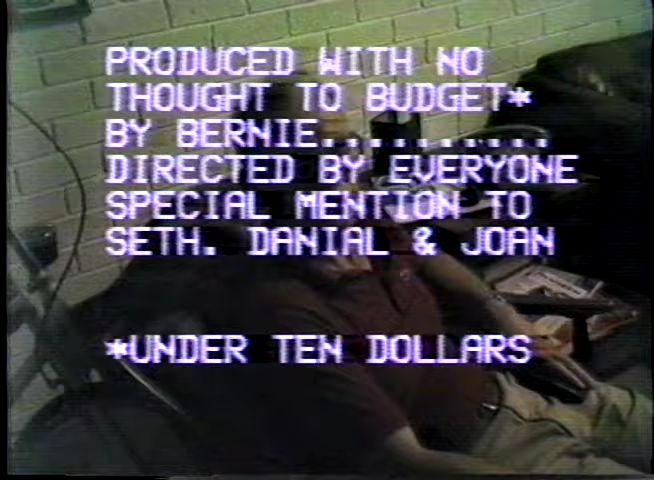 PRODUCED WITH NO
THOUGHT TO BUDGET*
BY BERNIE..........
DIRECTED BY EVERYONE
SPECIAL MENTION TO
SETH. DANIAL & JOAN
*UNDER TEN DOLLARS